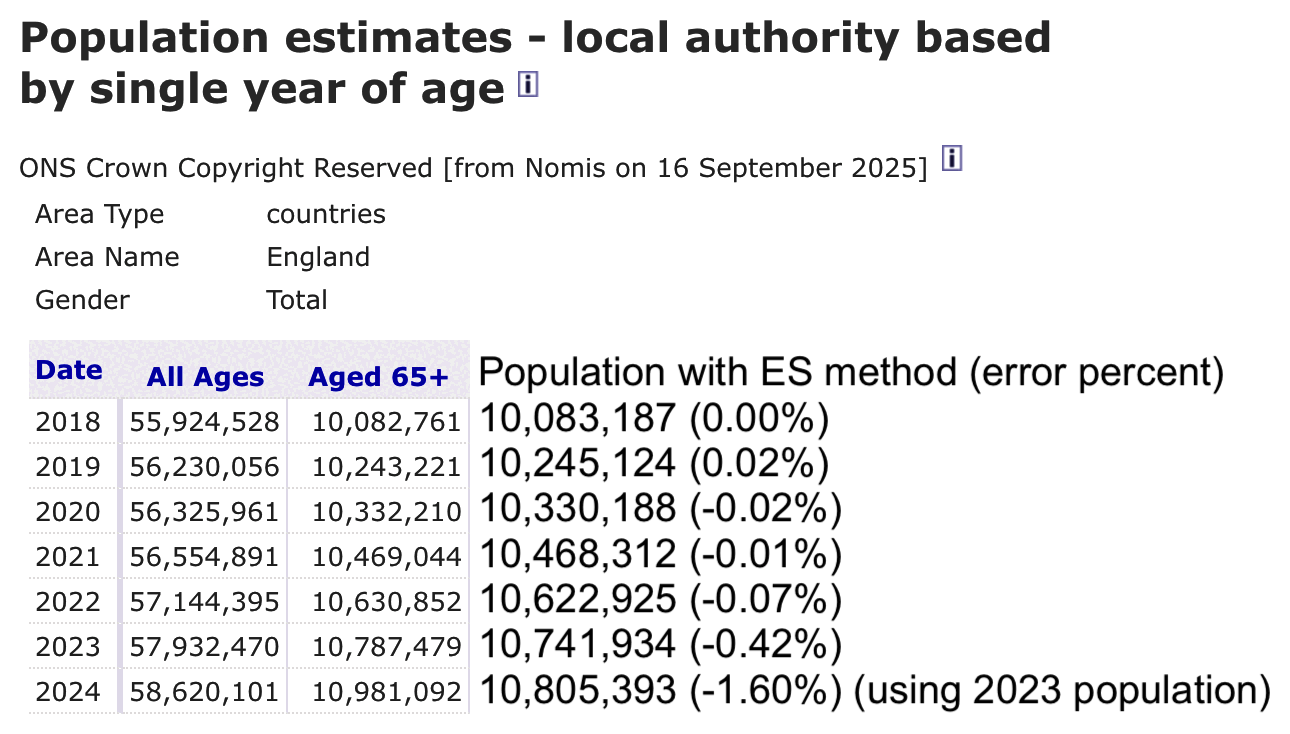 Population estimates - local authority based
by single year of age
ONS Crown Copyright Reserved [from Nomis on 16 September 2025]
Area Type countries
Area Name England
Gender Total
Date All Ages Aged 65+ Population with ES method (error percent)
2018 55,924,528 10,082,761 10,083,187 (0.00%)
2019 56,230,056 10,243,221 10,245,124 (0.02%)
2020 56,325,961 10,332,210 10,330,188 (-0.02%)
2021 56,554,891 10,469,044 10,468,312 (-0.01%)
2022 57,144,395 10,630,852 10,622,925 (-0.07%)
2023 57,932,470 10,787,479 10,741,934 (-0.42%)
2024 58,620,101 10,981,092 10,805,393 (-1.60%) (using 2023 population)